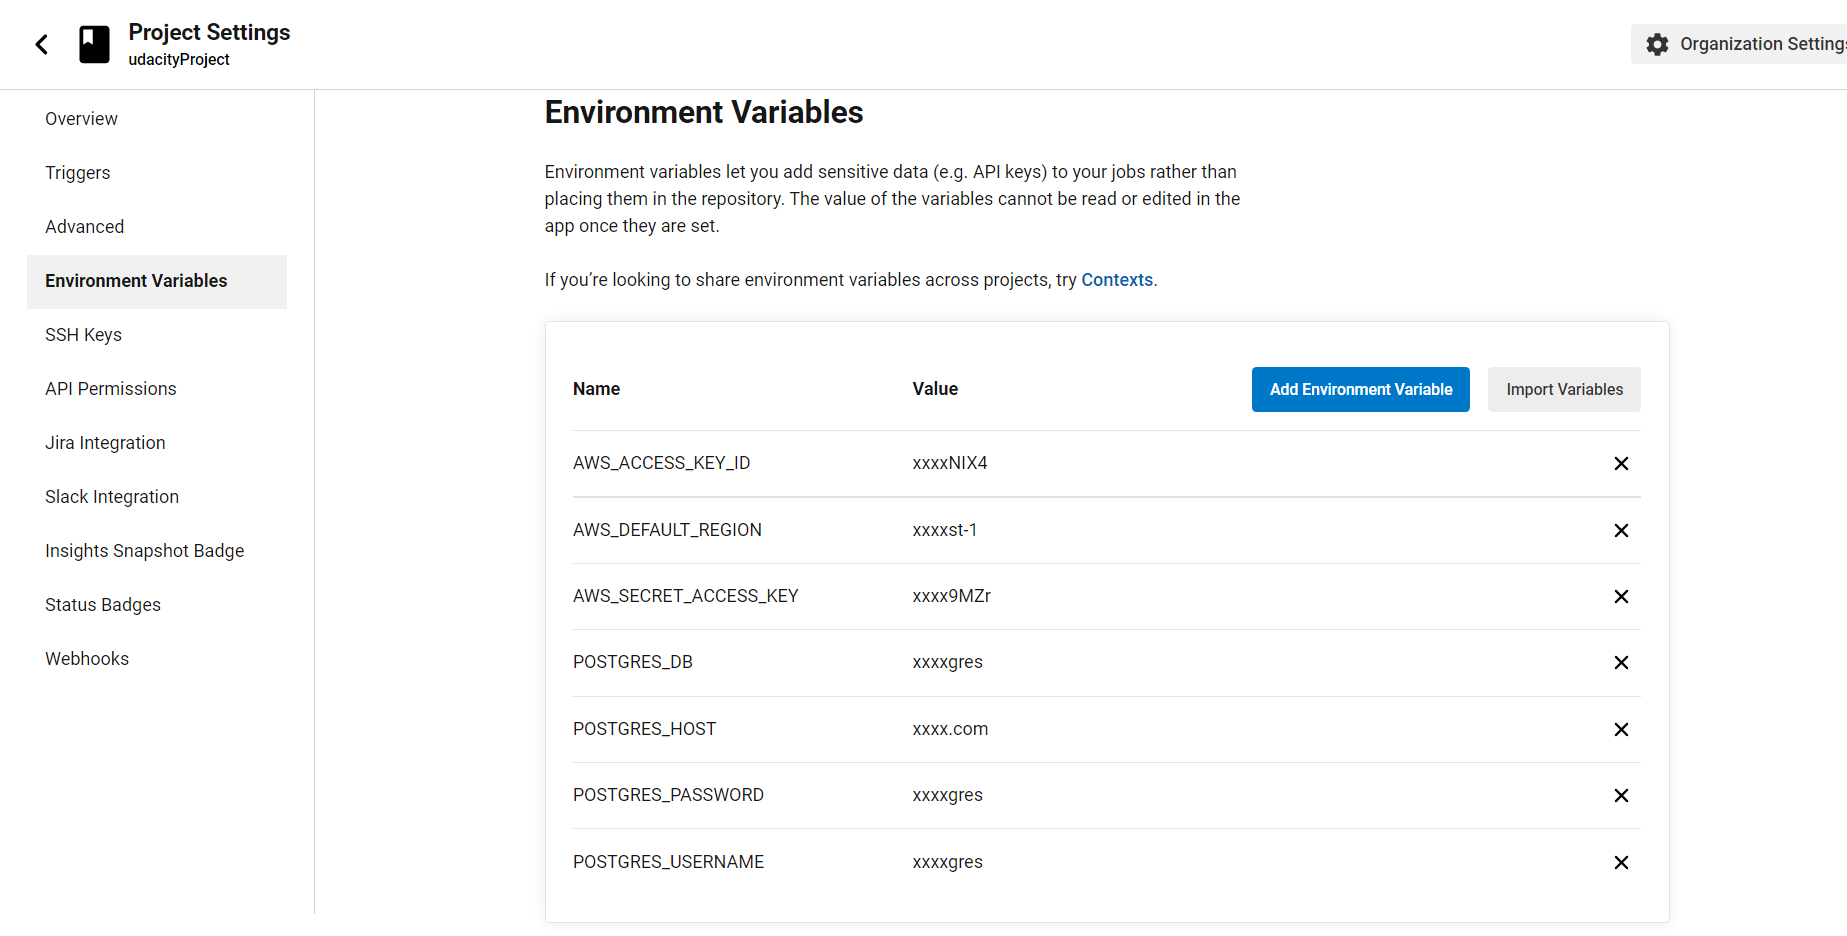 Project Settings
udacityProject
Organization Settings
Overview
Triggers
Advanced
Environment Variables
SSH Keys
API Permissions
Jira Integration
Slack Integration
Insights Snapshot Badge
Status Badges
Webhooks
Environment Variables
Environment variables let you add sensitive data (e.g. API keys) to your jobs rather than
placing them in the repository. The value of the variables cannot be read or edited in the
app once they are set.
If you’re looking to share environment variables across projects, try Contexts.
Name Value Add Environment Variable Import Variables
AWS_ACCESS_KEY_ID xxxxNIX4
AWS_DEFAULT_REGION xxxxst-1
AWS_SECRET_ACCESS_KEY xxxx9MZr
POSTGRES_DB xxxxgres
POSTGRES_HOST xxxx.com
POSTGRES_PASSWORD xxxxgres
POSTGRES_USERNAME xxxxgres